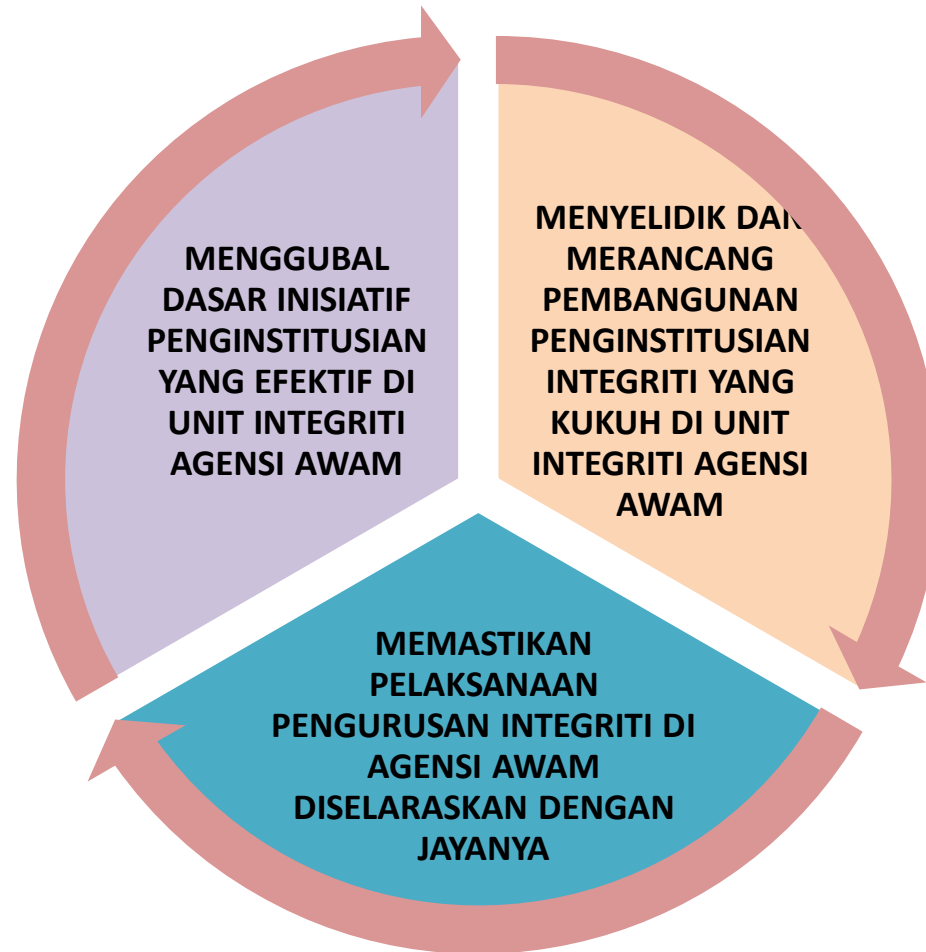 MENGGUBAL
DASAR INISIATIF
PENGINSTITUSIAN
YANG EFEKTIF DI
UNIT INTEGRITI
AGENSI AWAM
MENYELIDIK DAN
MERANCANG
PEMBANGUNAN
PENGINSTITUSIAN
INTEGRITI YANG
KUKUH DI UNIT
INTEGRITI AGENSI
AWAM
MEMASTIKAN
PELAKSANAAN
PENGURUSAN INTEGRITI DI
AGENSI AWAM
DISELARASKAN DENGAN
JAYANYA